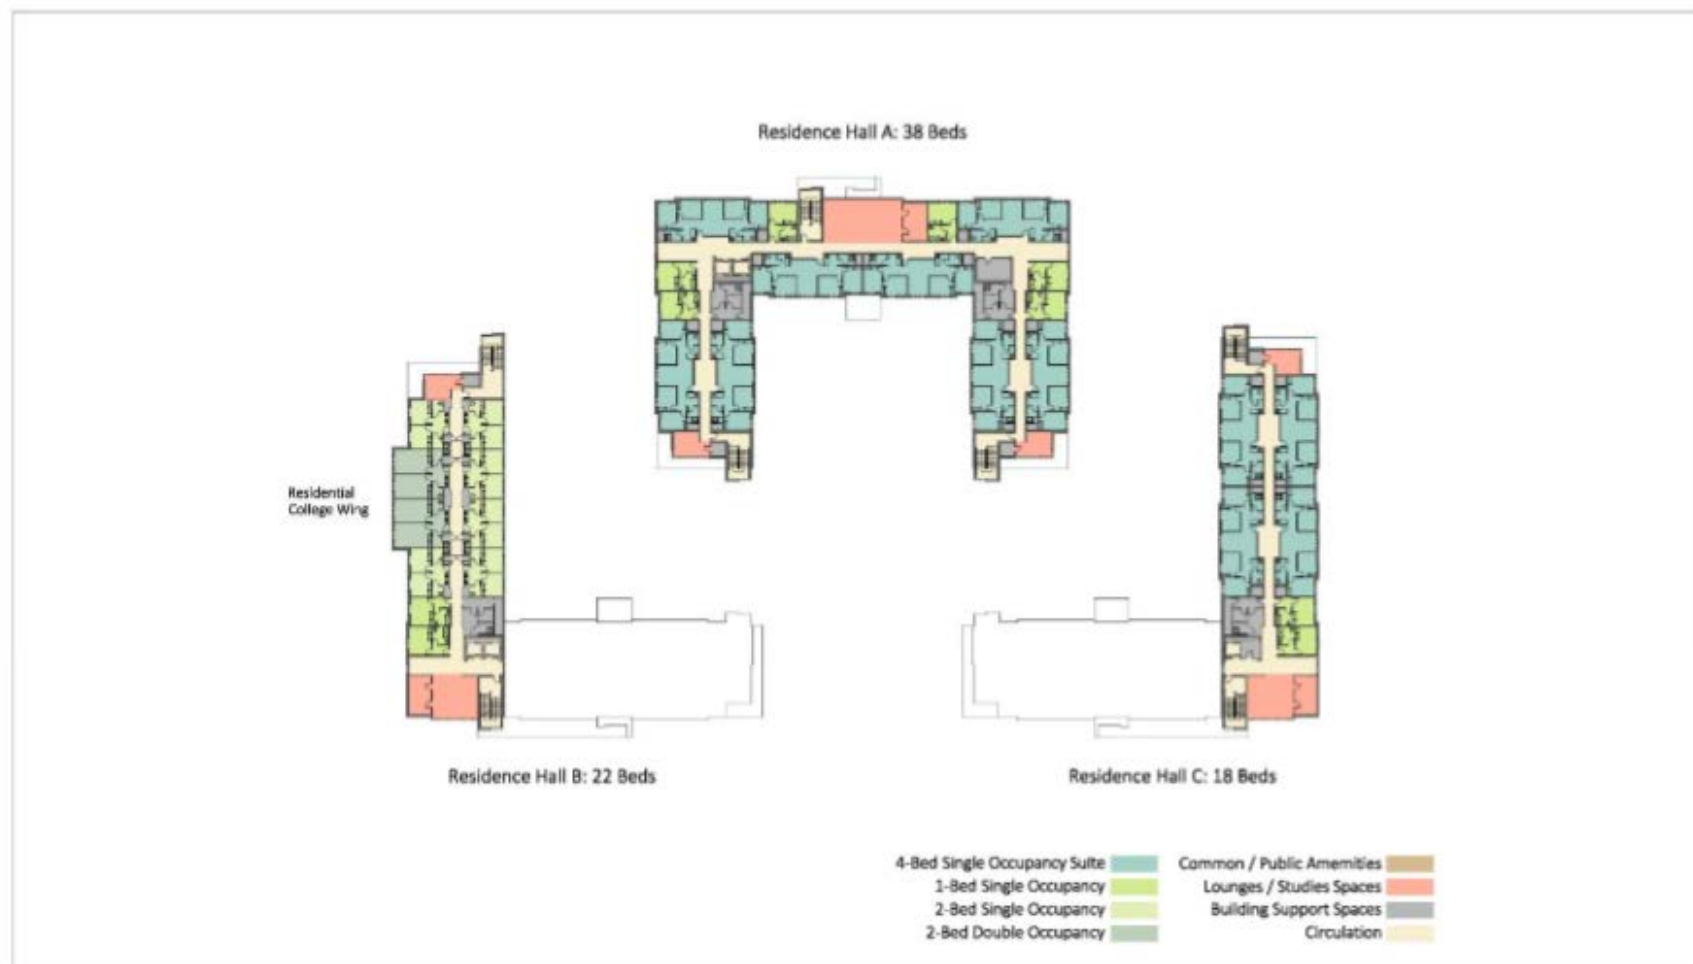 Residence Hall A: 38 Beds
Residential
College Wing
Residence Hall B: 22 Beds
Residence Hall C: 18 Beds
4-Bed Single Occupancy Suite
1-Bed Single Occupancy
2-Bed Single Occupancy
2-Bed Double Occupancy
Common / Public Amemities
Lounges / Studies Spaces
Building Support Spaces
Circulation